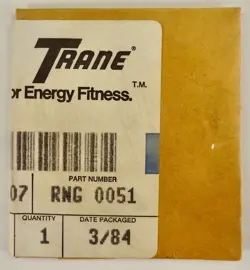 TRANE®
T.M.
or Energy Fitness.
PART NUMBER
07 RNG 0051
QUANTITY DATE PACKAGED
1 3/84